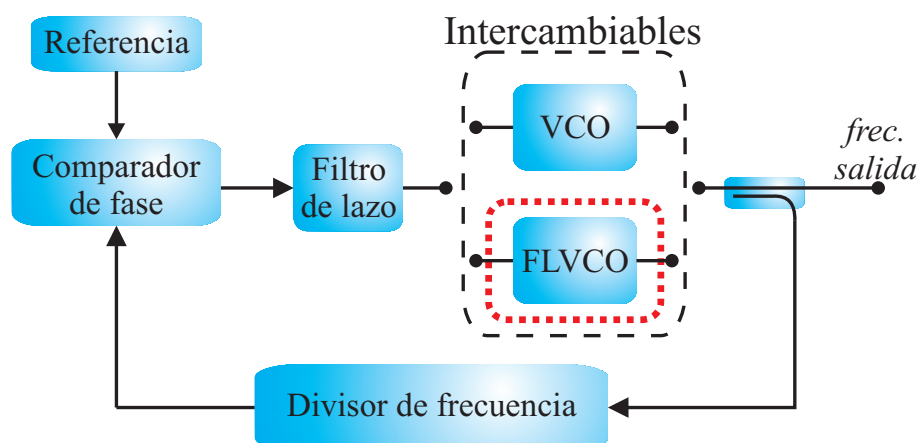 Referencia
Intercambiables
VCO
frec.
salida
Comparador
de fase
Filtro
de lazo
FLVCO
Divisor de frecuencia